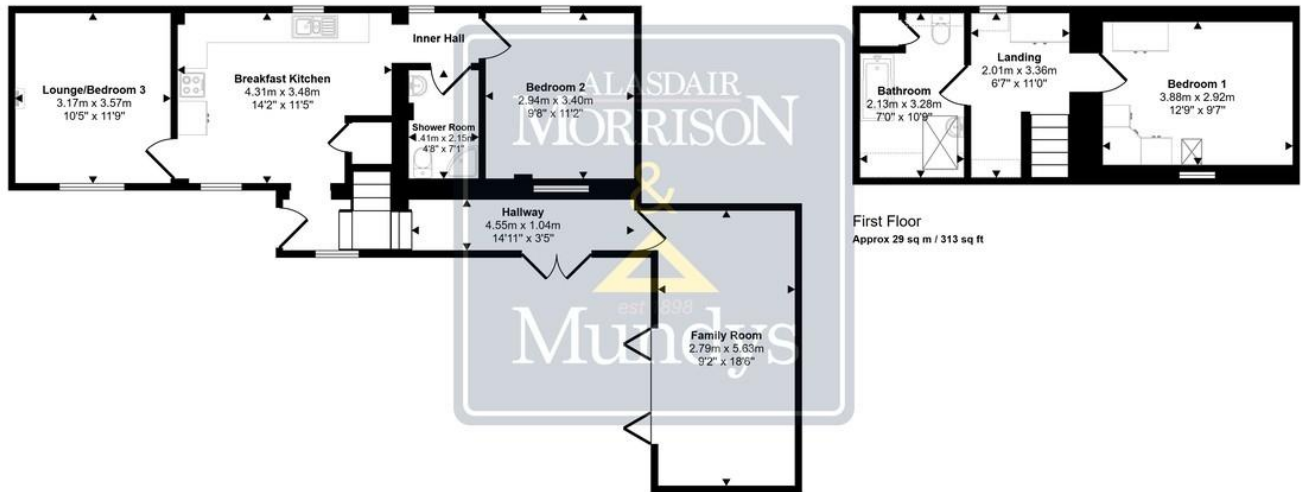 Lounge/Bedroom 3
3.17m x 3.57m
10'5" x 11'9"
Breakfast Kitchen
4.31m x 3.48m
14'2" x 11'5"
Inner Hall
Shower Room
1.41m x 2.15m
4'8" x 7'1"
Bedroom 2
2.94m x 3.40m
9'8" x 11'2"
Hallway
4.55m x 1.04m
14'11" x 3'5"
Family Room
2.79m x 5.63m
9'2" x 18'6"
ALASDAIR
MORRISON
&
est 1898
Mundys
Bathroom
2.13m x 3.28m
7'0" x 10'9"
Landing
2.01m x 3.36m
6'7" x 11'0"
Bedroom 1
3.88m x 2.92m
12'9" x 9'7"
First Floor
Approx 29 sq m / 313 sq ft